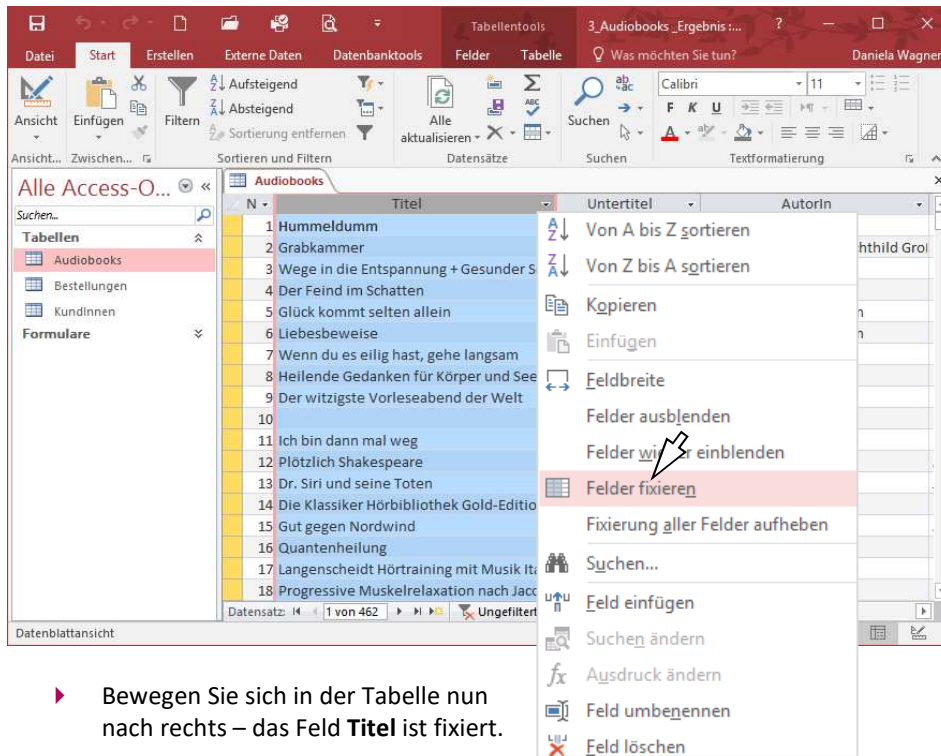 Tabellentools 3_Audiobooks _Ergebnis :... ?
Datei Start Erstellen Externe Daten Datenbanktools Felder Tabelle Was möchten Sie tun? Daniela Wagner
Ansicht
Einfügen
Filtern
Aufsteigend
Absteigend
Sortierung entfernen
Alle
aktualisieren
Suchen
Calibri 11
F K U
Ansicht... Zwischen... Sortieren und Filtern Datensätze Suchen Textformatierung
Alle Access-O...
Suchen...
Tabellen
Audiobooks
Bestellungen
KundInnen
Formulare
Audiobooks
N Titel Untertitel AutorIn
1 Hummeldumm
2 Grabkammer
3 Wege in die Entspannung + Gesunder S
4 Der Feind im Schatten
5 Glück kommt selten allein
6 Liebesbeweise
7 Wenn du es eilig hast, gehe langsam
8 Heilende Gedanken für Körper und See
9 Der witzigste Vorleseabend der Welt
10
11 Ich bin dann mal weg
12 Plötzlich Shakespeare
13 Dr. Siri und seine Toten
14 Die Klassiker Hörbibliothek Gold-Editio
15 Gut gegen Nordwind
16 Quantenheilung
17 Langenscheidt Hörtraining mit Musik Ita
18 Progressive Muskelrelaxation nach Jacc
Datensatz: 1 von 462 Ungefiltert
Datenblattansicht
Von A bis Z sortieren
Von Z bis A sortieren
Kopieren
Einfügen
Feldbreite
Felder ausblenden
Felder wieder einblenden
Felder fixieren
Fixierung aller Felder aufheben
Suchen...
Feld einfügen
Suchen ändern
Ausdruck ändern
Feld umbenennen
Feld löschen
Bewegen Sie sich in der Tabelle nun
nach rechts – das Feld Titel ist fixiert.